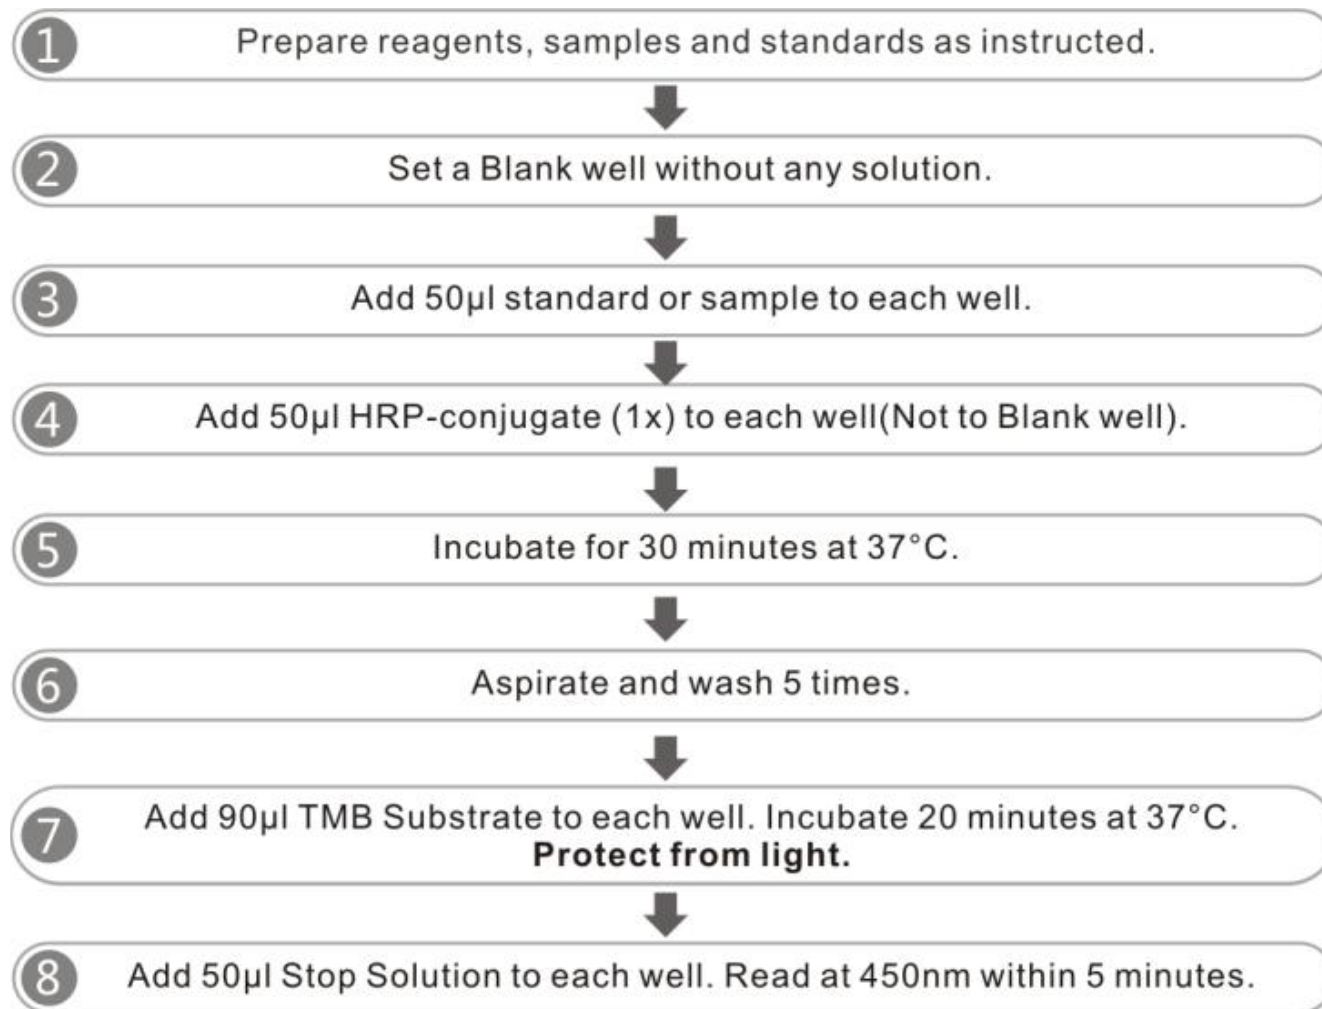 1 Prepare reagents, samples and standards as instructed.
2 Set a Blank well without any solution.
3 Add 50µl standard or sample to each well.
4 Add 50µl HRP-conjugate (1x) to each well(Not to Blank well).
5 Incubate for 30 minutes at 37°C.
6 Aspirate and wash 5 times.
7 Add 90µl TMB Substrate to each well. Incubate 20 minutes at 37°C.
Protect from light.
8 Add 50µl Stop Solution to each well. Read at 450nm within 5 minutes.